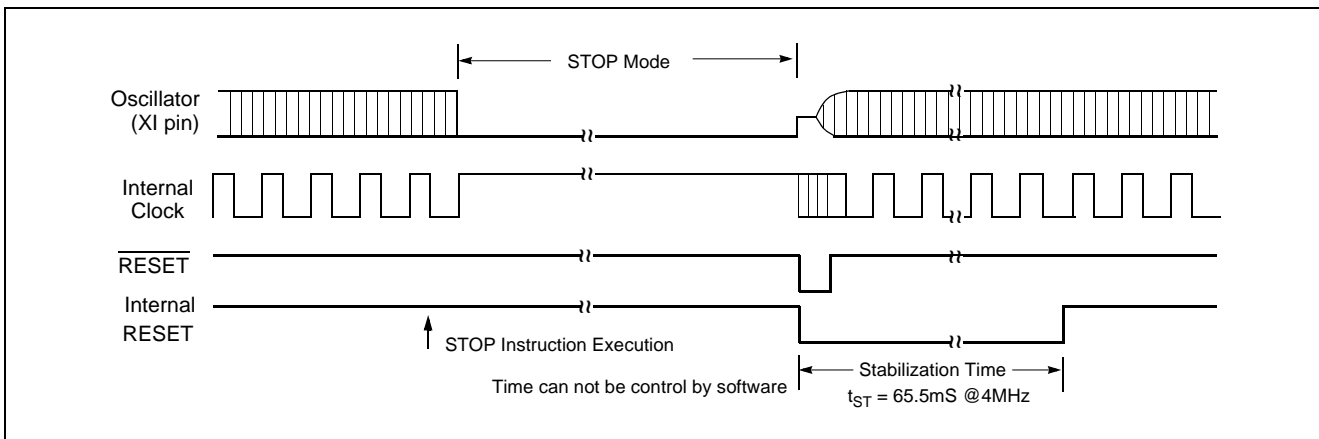 STOP Mode
Oscillator
(XI pin)
≈
≈
Internal
Clock
≈
RESET
≈
≈
Internal
RESET
≈
≈
STOP Instruction Execution
Time can not be control by software
Stabilization Time
tST = 65.5mS @4MHz